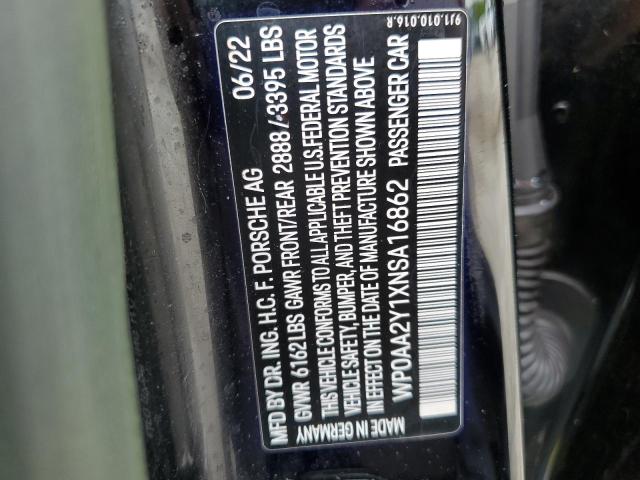 9J1.010.016.R
MFD BY DR. ING. H.C. F. PORSCHE AG 06/22
GVWR 6162 LBS GAWR FRONT/REAR 2888 / 3395 LBS
THIS VEHICLE CONFORMS TO ALL APPLICABLE U.S. FEDERAL MOTOR
VEHICLE SAFETY, BUMPER, AND THEFT PREVENTION STANDARDS
IN EFFECT ON THE DATE OF MANUFACTURE SHOWN ABOVE
WP0AA2Y1XNSA16862 PASSENGER CAR
MADE IN GERMANY